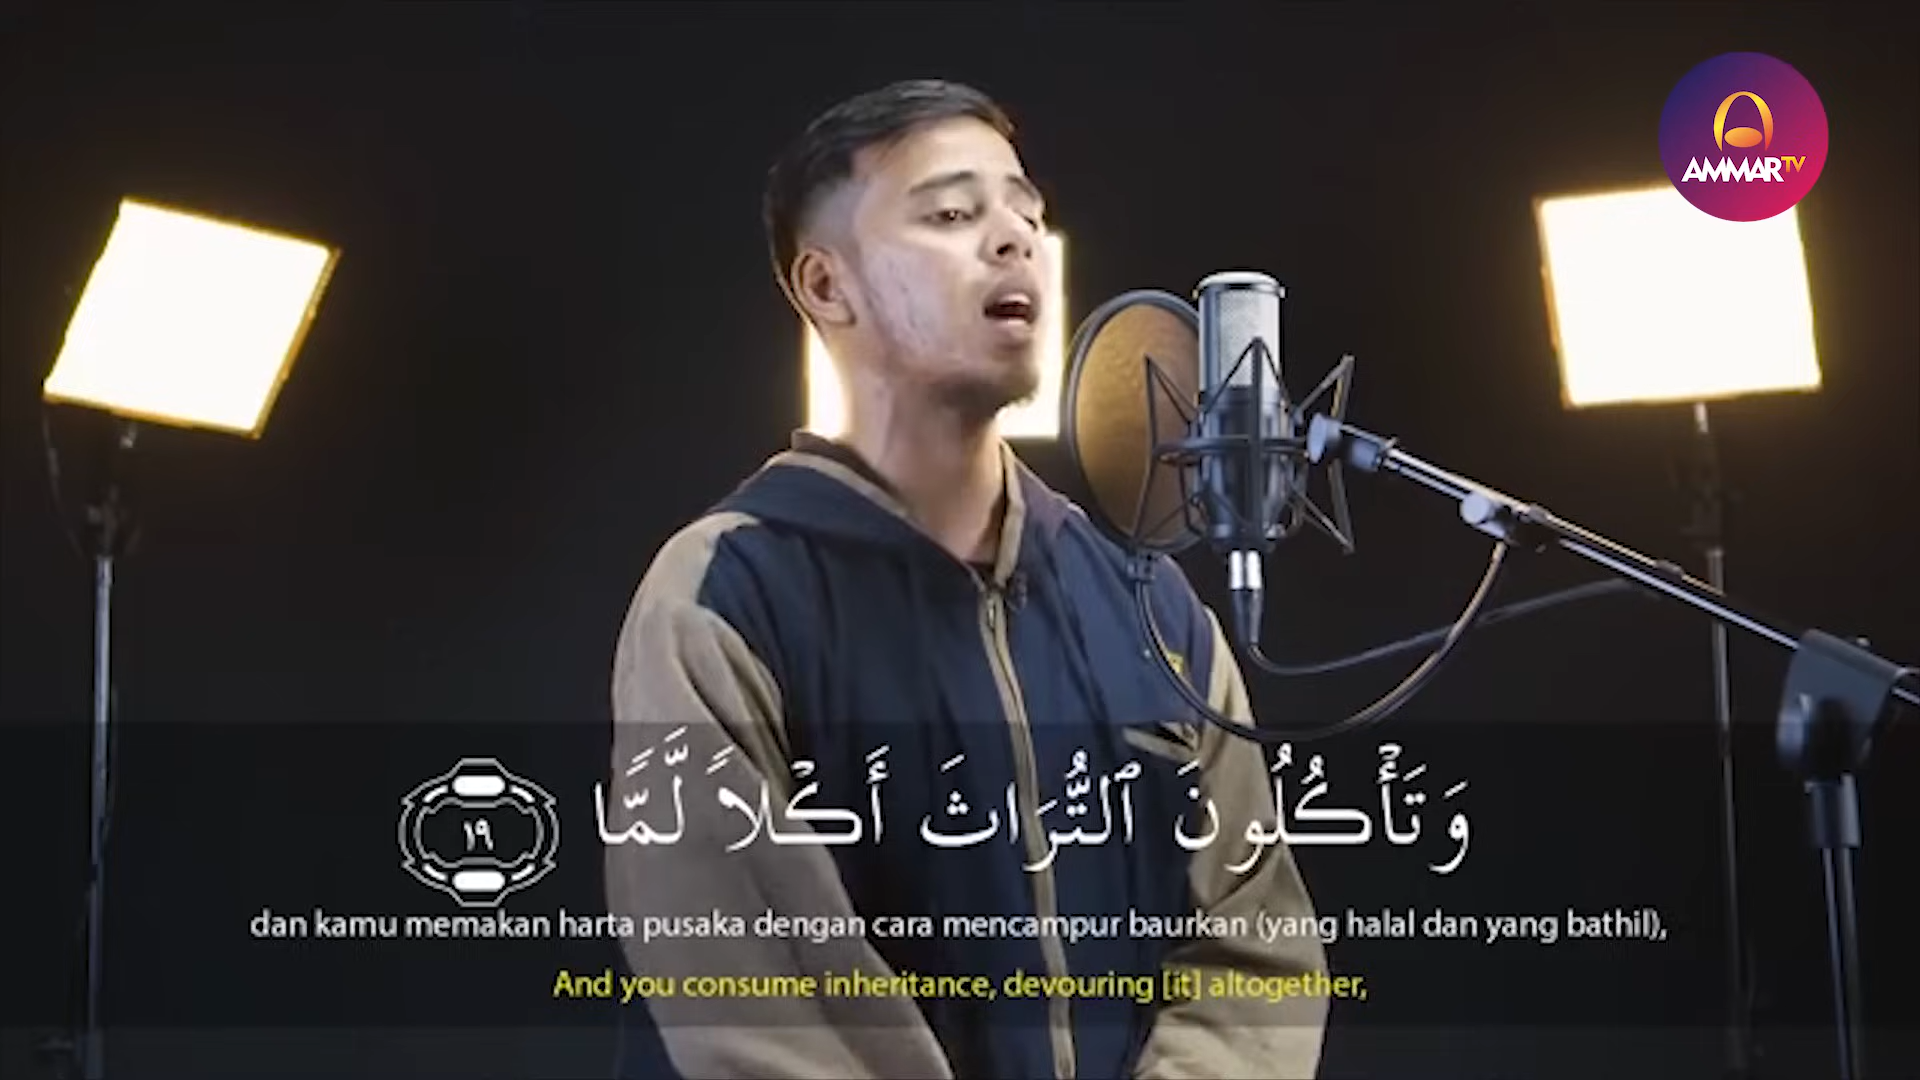 AMMARTV
وَتَأْكُلُونَ ٱلتُّرَاثَ أَكْلاً لَّمًّا ١٩
dan kamu memakan harta pusaka dengan cara mencampur baurkan (yang halal dan yang bathil),
And you consume inheritance, devouring [it] altogether,